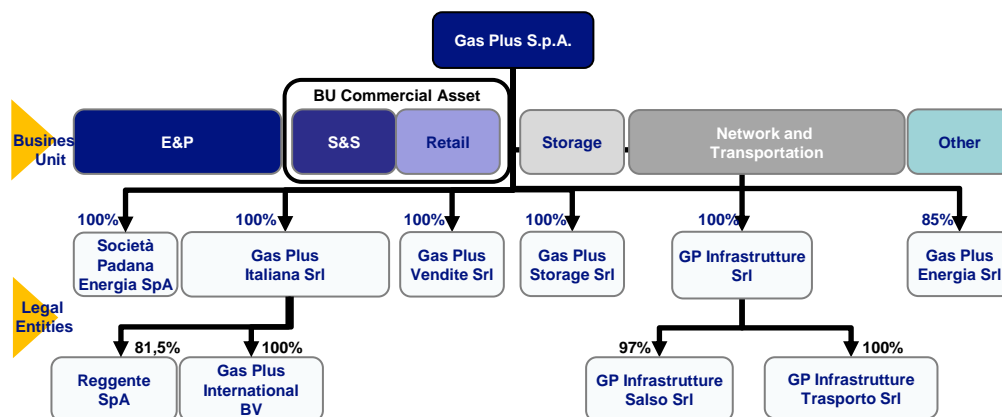 Gas Plus S.p.A.
BU Commercial Asset
Business
Unit
E&P
S&S
Retail
Storage
Network and
Transportation
Other
100%
100%
100%
100%
100%
85%
Società
Padana
Energia SpA
Gas Plus
Italiana Srl
Gas Plus
Vendite Srl
Gas Plus
Storage Srl
GP Infrastrutture
Srl
Gas Plus
Energia Srl
Legal
Entities
81,5%
100%
97%
100%
Reggente
SpA
Gas Plus
International
BV
GP Infrastrutture
Salso Srl
GP Infrastrutture
Trasporto Srl